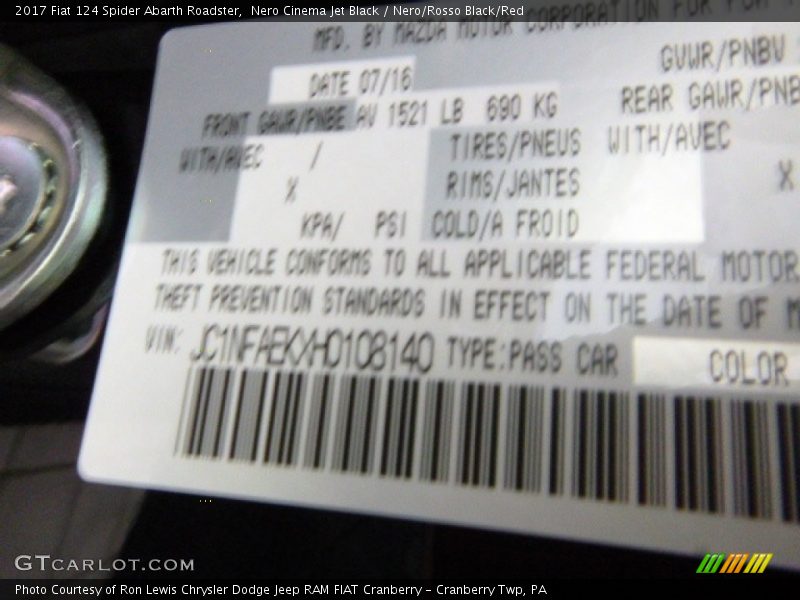 2017 Fiat 124 Spider Abarth Roadster,  Nero Cinema Jet Black / Nero/Rosso Black/Red
MFD. BY MAZDA MOTOR CORPORATION FOR
DATE 07/16
GVWR/PNBV
FRONT GAWR/PNBE AV 1521 LB 690 KG
REAR GAWR/PNB
WITH/AVEC /
TIRES/PNEUS
WITH/AVEC
X
RIMS/JANTES
X
KPA/ PSI
COLD/A FROID
THIS VEHICLE CONFORMS TO ALL APPLICABLE FEDERAL MOTOR
THEFT PREVENTION STANDARDS IN EFFECT ON THE DATE OF M
VIN: JC1NFAEKXH0108140 TYPE:PASS CAR
COLOR
GTCARLOT.COM
Photo Courtesy of Ron Lewis Chrysler Dodge Jeep RAM FIAT Cranberry – Cranberry Twp, PA